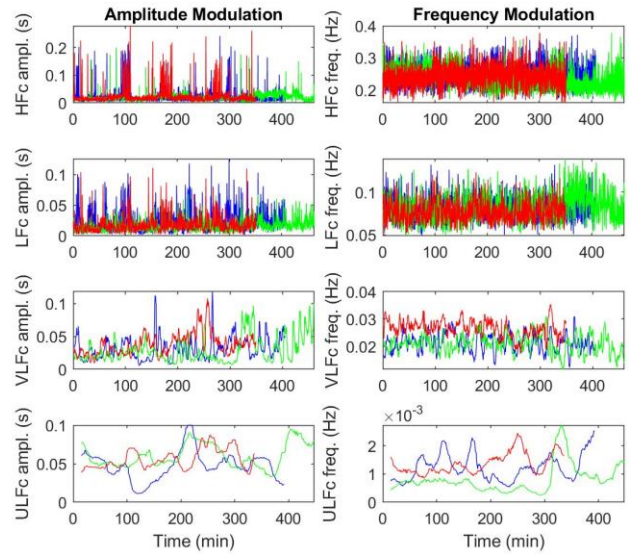 Amplitude Modulation
Frequency Modulation
HFc ampl. (s)
0.2
0.1
0
0 100 200 300 400
HFc freq. (Hz)
0.4
0.3
0.2
0 100 200 300 400
LFc ampl. (s)
0.1
0.05
0
0 100 200 300 400
LFc freq. (Hz)
0.1
0.05
0 100 200 300 400
VLFc ampl. (s)
0.1
0.05
0
0 100 200 300 400
VLFc freq. (Hz)
0.04
0.03
0.02
0 100 200 300 400
ULFc ampl. (s)
0.1
0.05
0
0 100 200 300 400
Time (min)
ULFc freq. (Hz)
×10⁻³
2
1
0
0 100 200 300 400
Time (min)